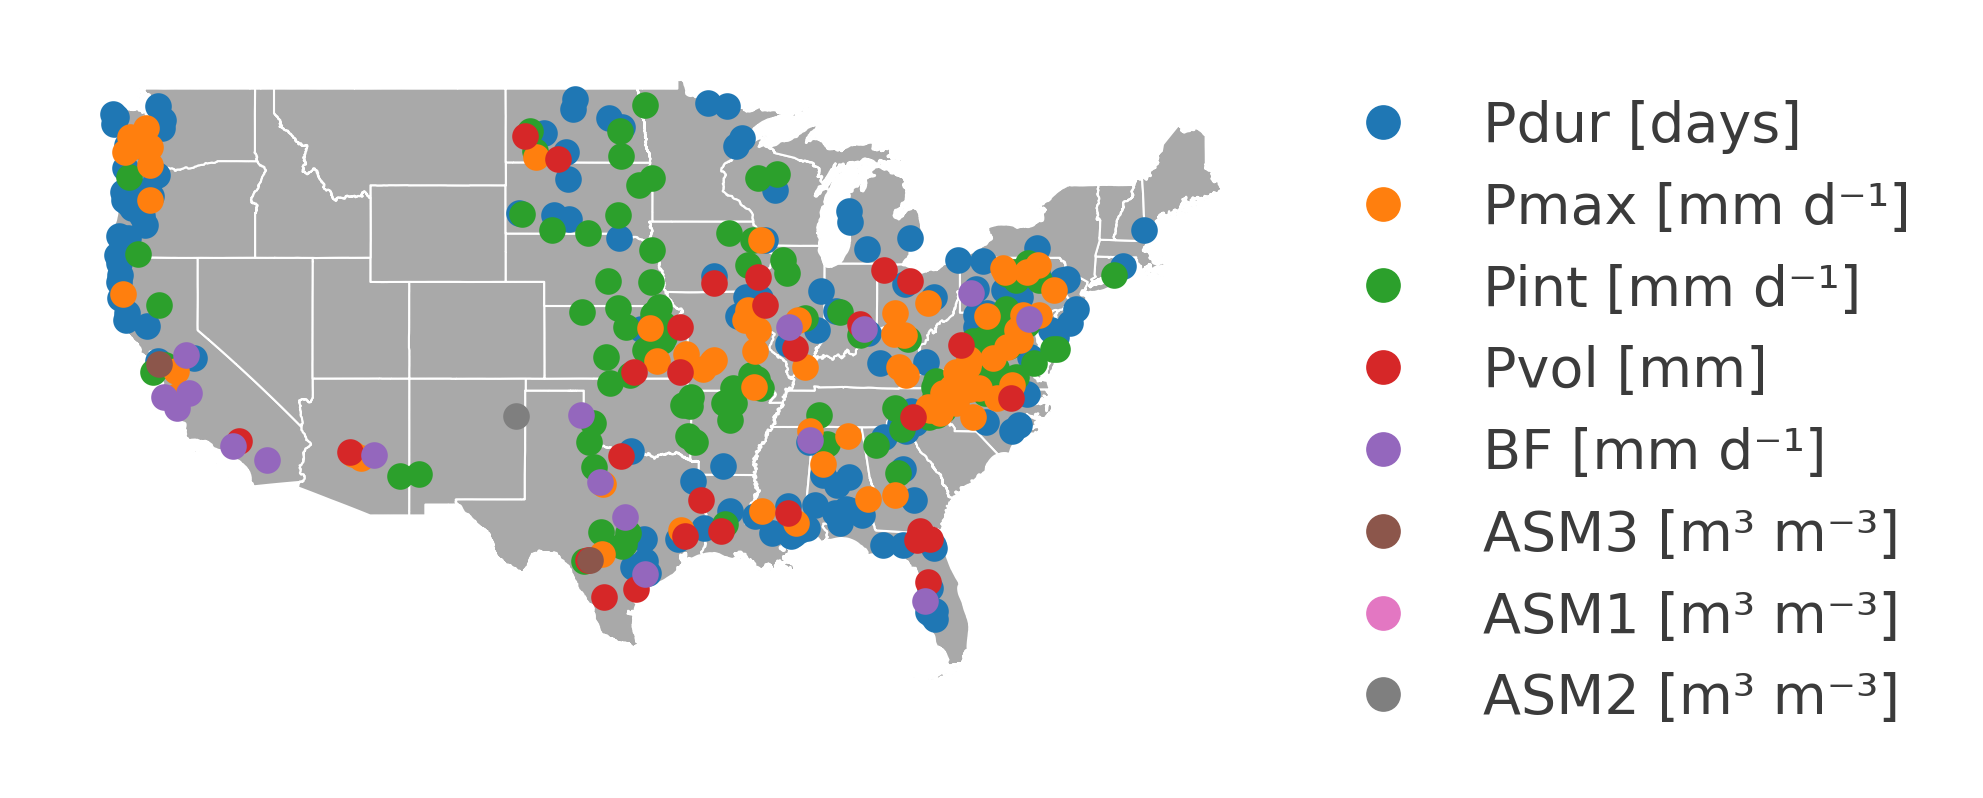 Pdur [days]
Pmax [mm d⁻¹]
Pint [mm d⁻¹]
Pvol [mm]
BF [mm d⁻¹]
ASM3 [m³ m⁻³]
ASM1 [m³ m⁻³]
ASM2 [m³ m⁻³]